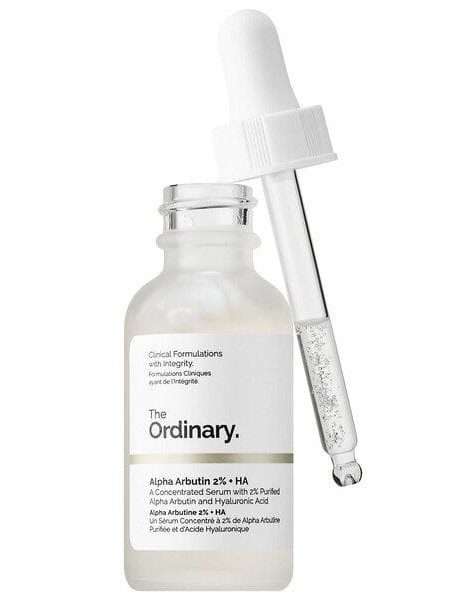 Clinical Formulations
with Integrity.
Formulations Cliniques
ayant de l'Intégrité.
The
Ordinary.
Alpha Arbutin 2% + HA
A Concentrated Serum with 2% Purified
Alpha Arbutin and Hyaluronic Acid
Alpha Arbutine 2% + HA
Un Sérum Concentré à 2% de Alpha Arbutine
Purifiée et d'Acide Hyaluronique